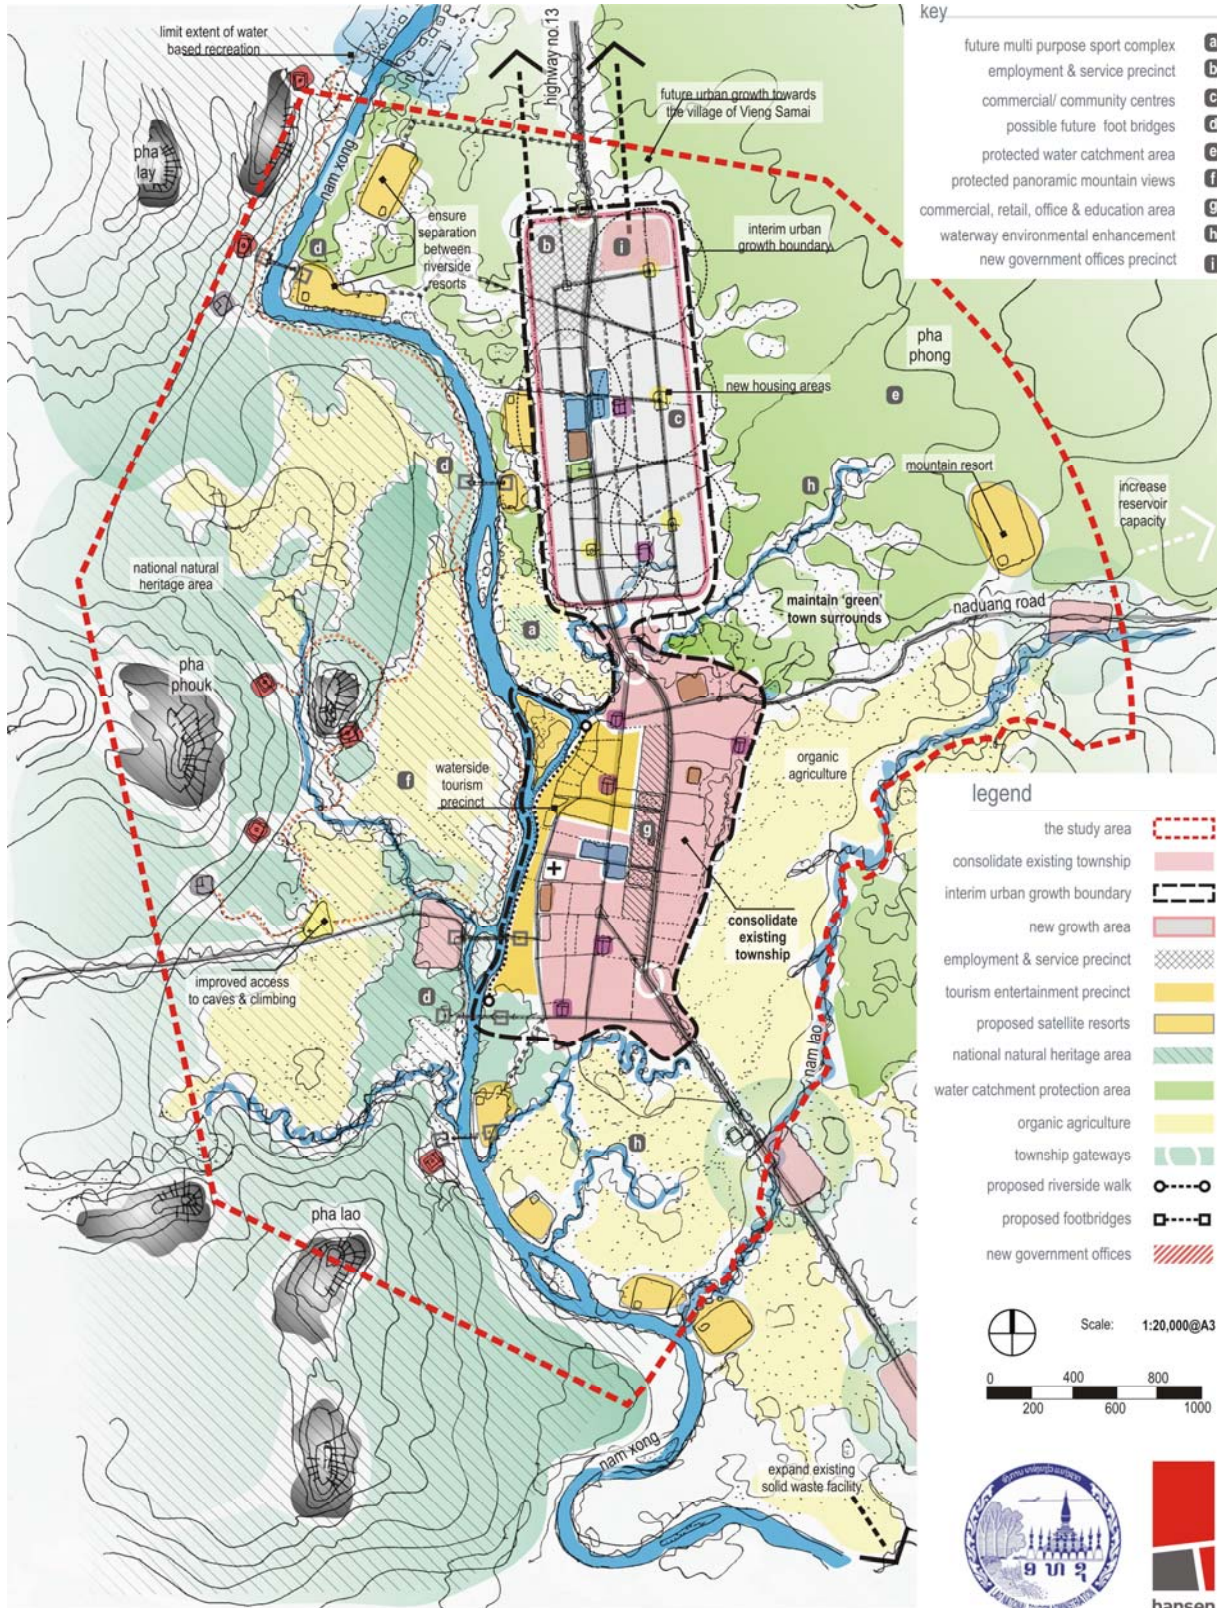 key
future multi purpose sport complex a
employment & service precinct b
commercial/ community centres c
possible future foot bridges d
protected water catchment area e
protected panoramic mountain views f
commercial, retail, office & education area g
waterway environmental enhancement h
new government offices precinct i
limit extent of water
based recreation
highway no.13
future urban growth towards
the village of Vieng Samai
pha
lay
nam xong
ensure
separation
between
riverside
resorts
d
b
i
interim urban
growth boundary
pha
phong
new housing areas
c
e
d
h
mountain resort
increase
reservoir
capacity
national natural
heritage area
maintain 'green'
town surrounds
naduang road
a
pha
phouk
waterside
tourism
precinct
f
g
organic
agriculture
consolidate
existing
township
improved access
to caves & climbing
d
nam lao
h
pha lao
nam xong
expand existing
solid waste facility.
legend
the study area
consolidate existing township
interim urban growth boundary
new growth area
employment & service precinct
tourism entertainment precinct
proposed satellite resorts
national natural heritage area
water catchment protection area
organic agriculture
township gateways
proposed riverside walk
proposed footbridges
new government offices
Scale: 1:20,000@A3
0 400 800
200 600 1000
ອ ທ ຊ
LAO NATIONAL TOURISM ADMINISTRATION
hansen